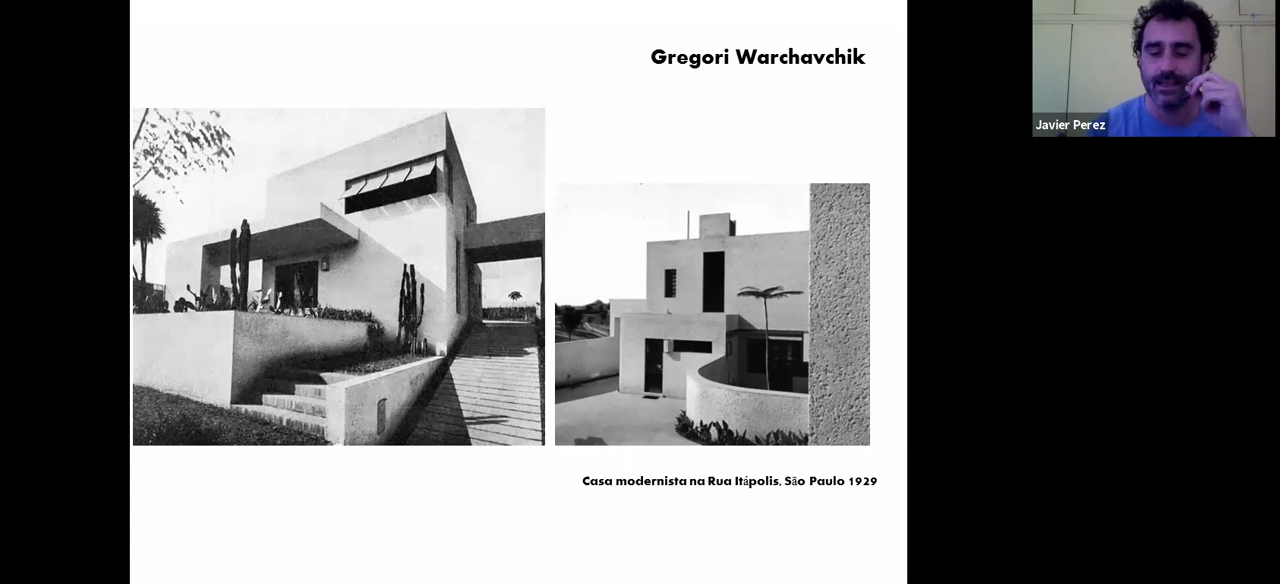 Gregori Warchavchik
Javier Perez
Casa modernista na Rua Itápolis, São Paulo 1929